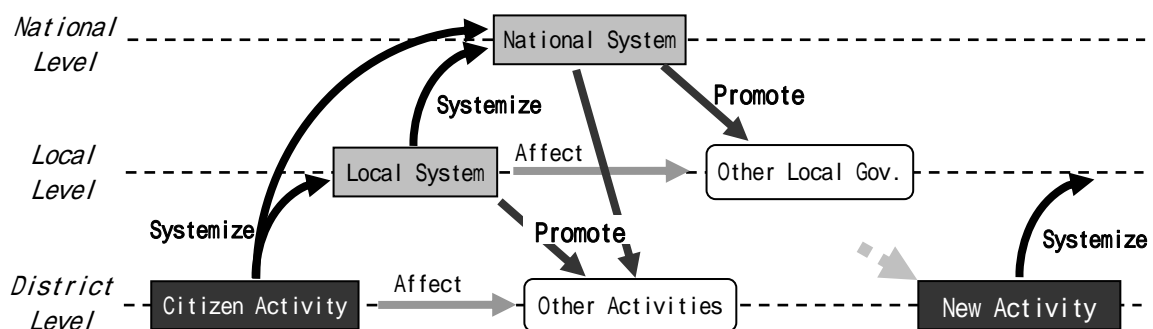 National
Level
National System
Systemize
Promote
Local
Level
Local System
Affect
Other Local Gov.
Systemize
Promote
Systemize
District
Level
Citizen Activity
Affect
Other Activities
New Activity